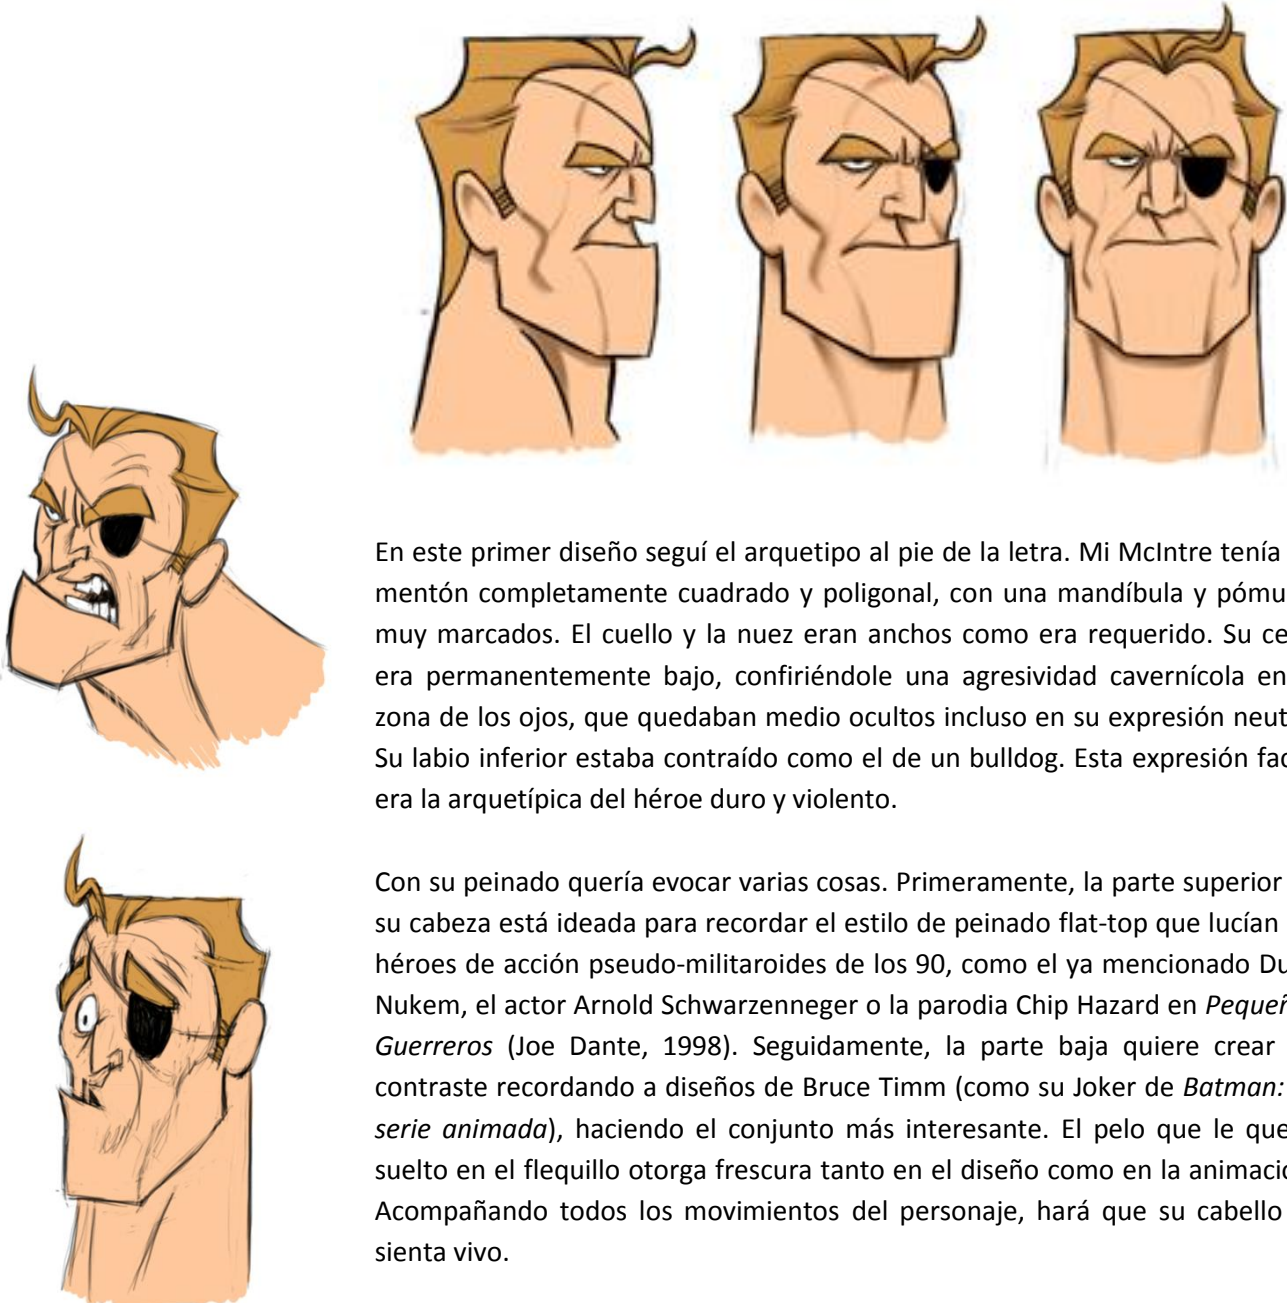 En este primer diseño seguí el arquetipo al pie de la letra. Mi McIntre tenía
mentón completamente cuadrado y poligonal, con una mandíbula y pómu
muy marcados. El cuello y la nuez eran anchos como era requerido. Su ce
era permanentemente bajo, confiriéndole una agresividad cavernícola en
zona de los ojos, que quedaban medio ocultos incluso en su expresión neut
Su labio inferior estaba contraído como el de un bulldog. Esta expresión fac
era la arquetípica del héroe duro y violento.
Con su peinado quería evocar varias cosas. Primeramente, la parte superior
su cabeza está ideada para recordar el estilo de peinado flat-top que lucían
héroes de acción pseudo-militaroides de los 90, como el ya mencionado Du
Nukem, el actor Arnold Schwarzenneger o la parodia Chip Hazard en Pequeñ
Guerreros (Joe Dante, 1998). Seguidamente, la parte baja quiere crear
contraste recordando a diseños de Bruce Timm (como su Joker de Batman:
serie animada), haciendo el conjunto más interesante. El pelo que le que
suelto en el flequillo otorga frescura tanto en el diseño como en la animaci
Acompañando todos los movimientos del personaje, hará que su cabello
sienta vivo.